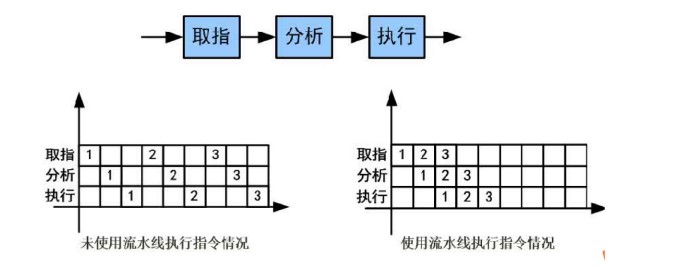 取指 分析 执行
取指 1 2 3
分析 1 2 3
执行 1 2 3
未使用流水线执行指令情况
取指 1 2 3
分析 1 2 3
执行 1 2 3
使用流水线执行指令情况